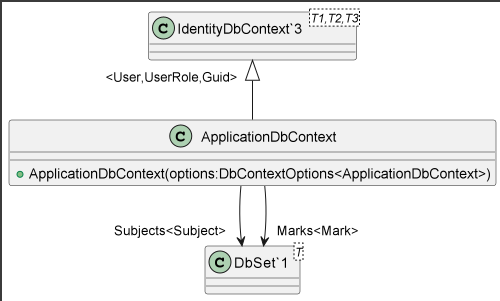 C IdentityDbContext`3 T1,T2,T3
<User,UserRole,Guid>
C ApplicationDbContext
ApplicationDbContext(options:DbContextOptions<ApplicationDbContext>)
Subjects<Subject> Marks<Mark>
C DbSet`1 T